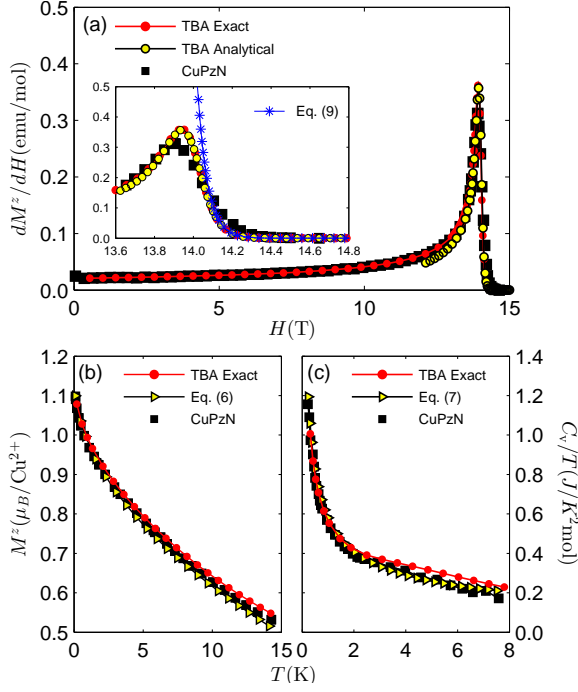 (a)
TBA Exact
TBA Analytical
CuPzN
Eq. (9)
0.5
0.4
0.3
0.2
0.1
0.0
13.6 13.8 14.0 14.2 14.4 14.6 14.8
dM^z/dH(emu/mol)
0.5
0.4
0.3
0.2
0.1
0.0
0 5 10 15
H(T)
(b)
TBA Exact
Eq. (6)
CuPzN
M^z(μ_B/Cu^{2+})
1.2
1.1
1.0
0.9
0.8
0.7
0.6
0.5
0 5 10 15
(c)
TBA Exact
Eq. (7)
CuPzN
1.4
1.2
1.0
0.8
0.6
0.4
0.2
0.0
C_v/T(J/K^2mol)
0 2 4 6 8
T(K)